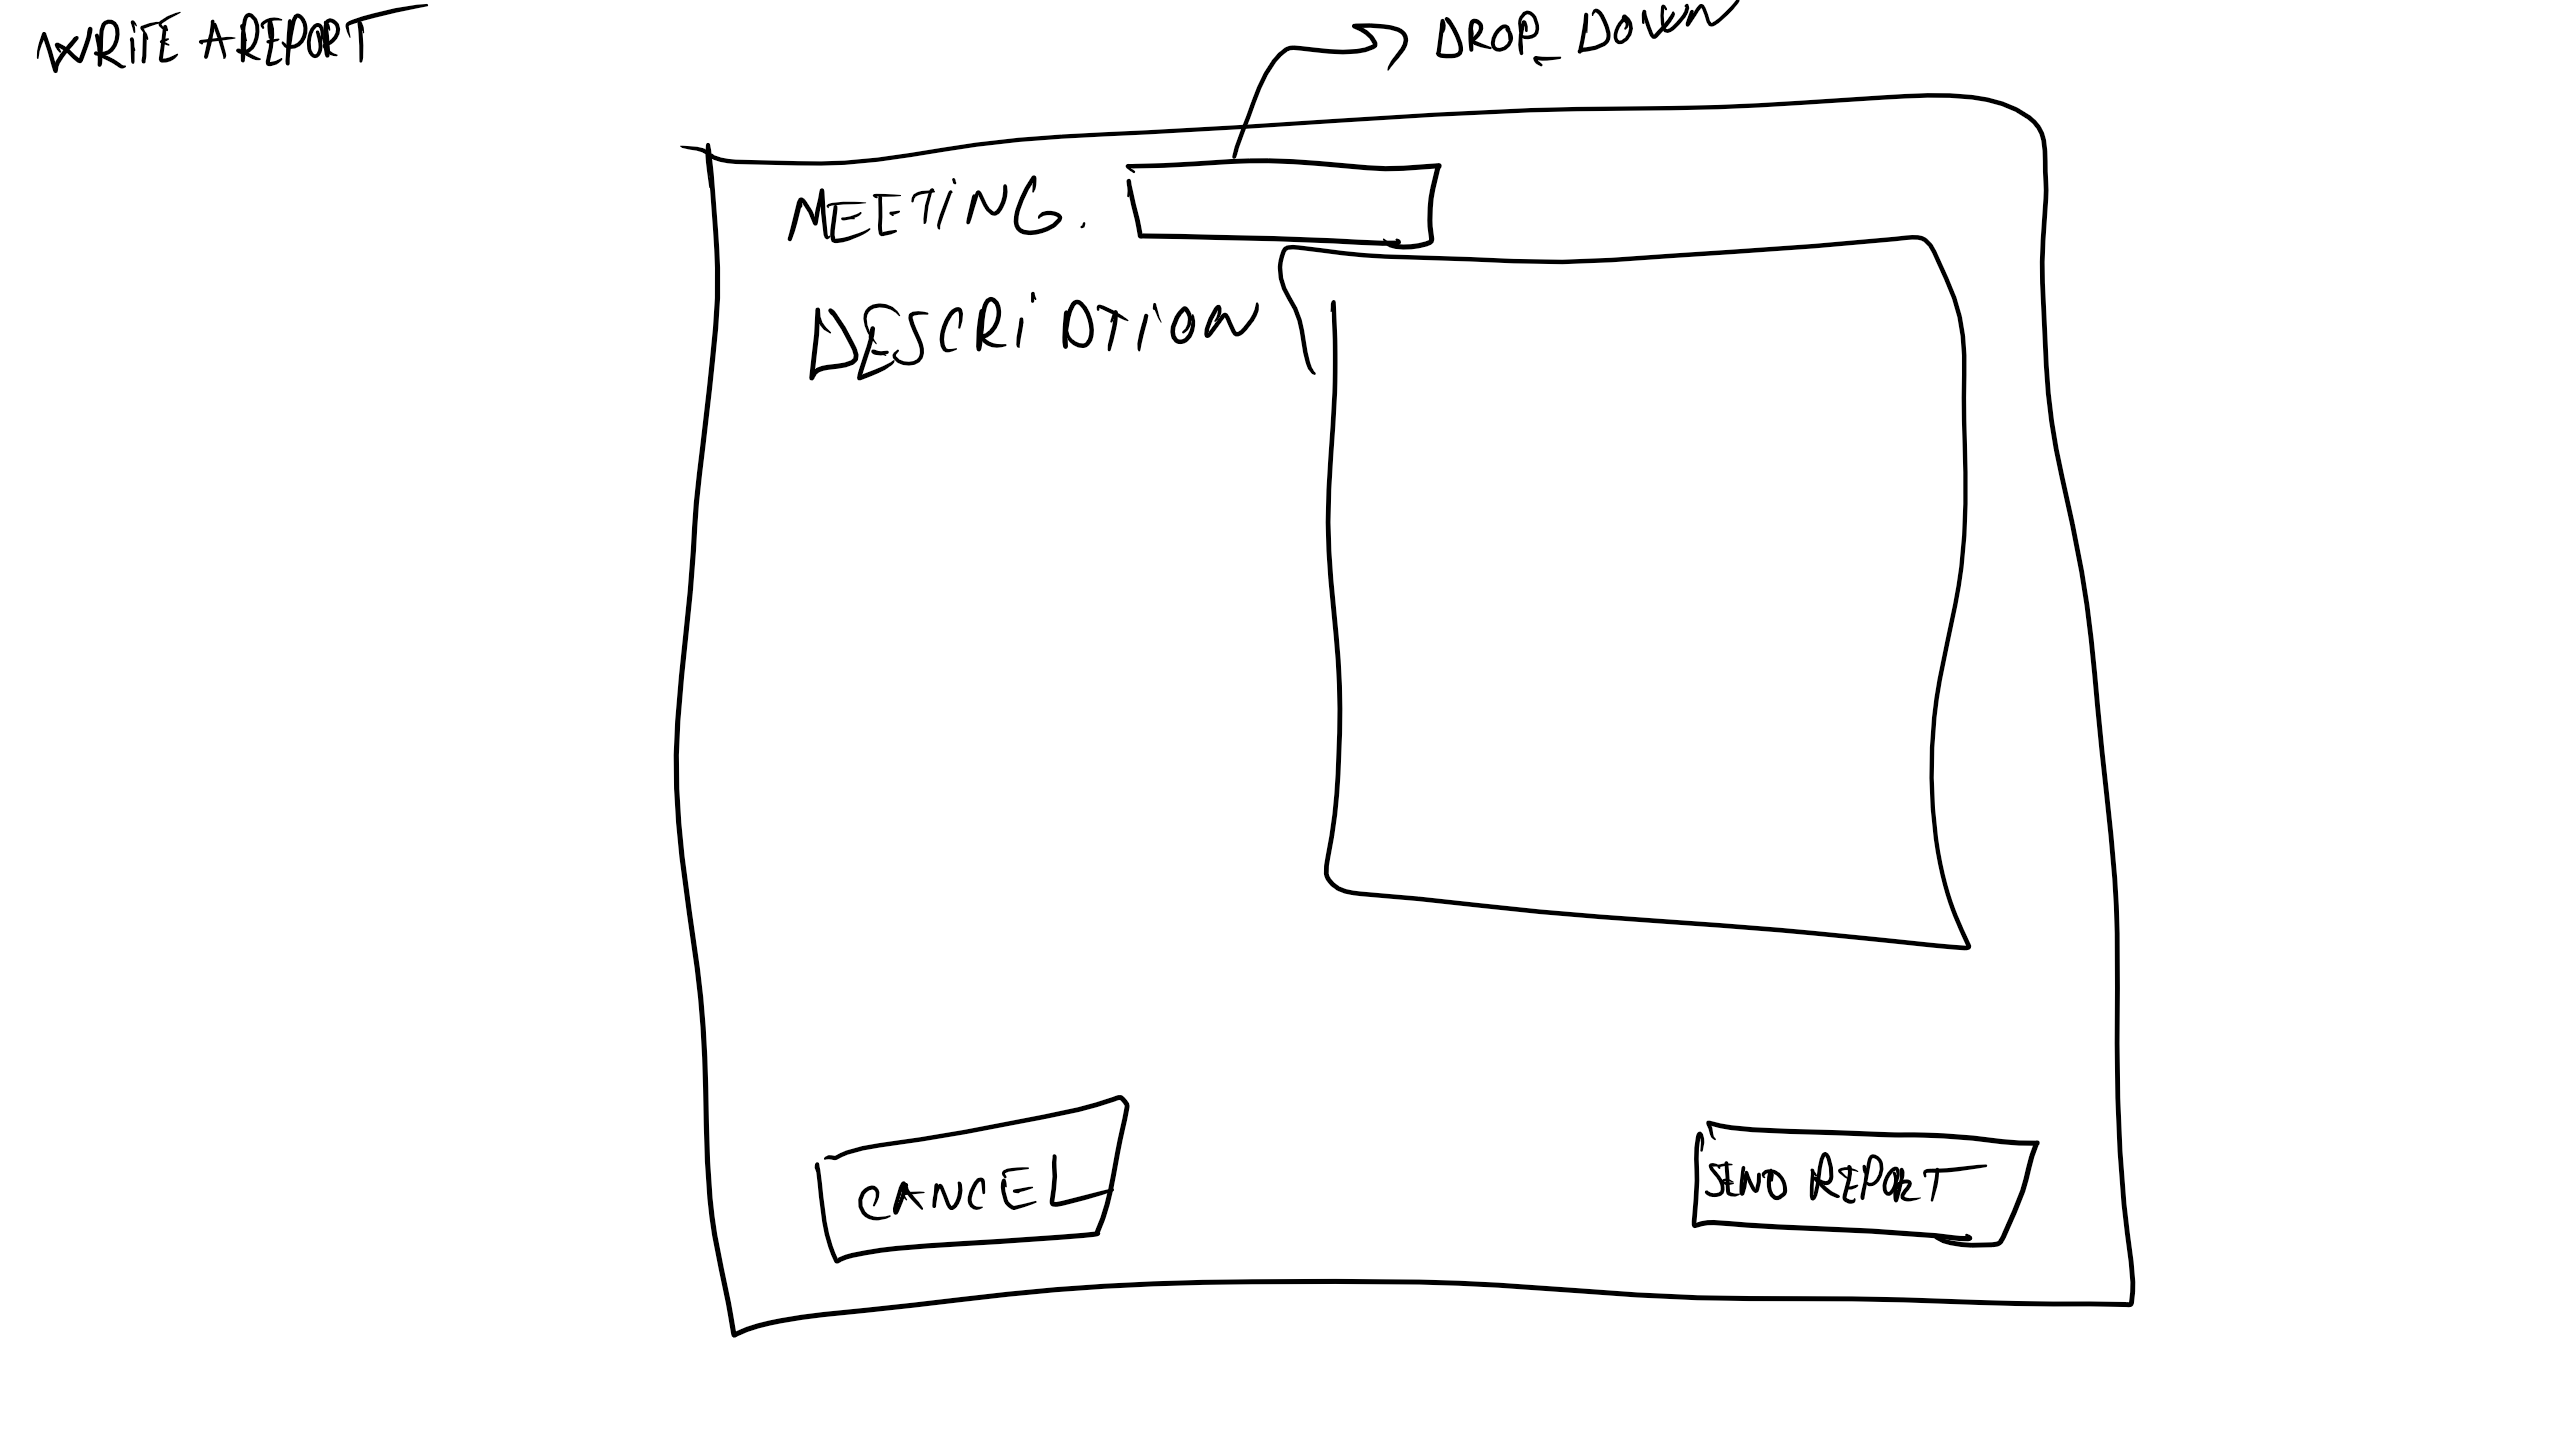 WRITE A REPORT
DROP_DOWN
MEETING.
DESCRIPTION
CANCEL
SEND REPORT